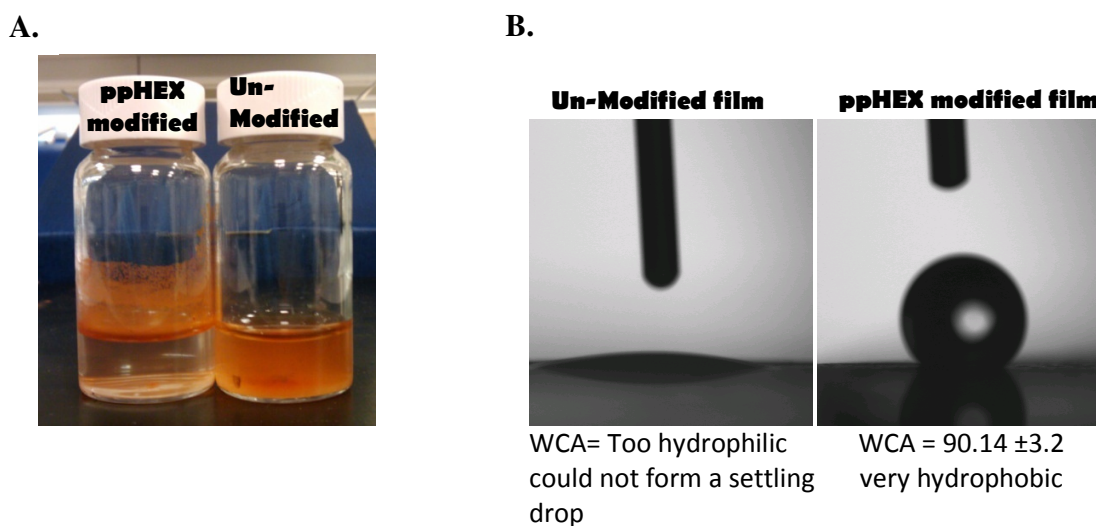 A.
B.
ppHEX
modified
Un-
Modified
Un-Modified film
ppHEX modified film
WCA= Too hydrophilic
could not form a settling
drop
WCA = 90.14 ±3.2
very hydrophobic